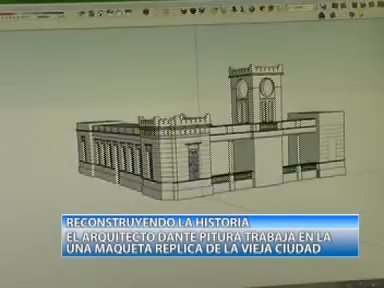 RECONSTRUYENDO LA HISTORIA
EL ARQUITECTO DANTE PITURA TRABAJA EN LA
UNA MAQUETA REPLICA DE LA VIEJA CIUDAD